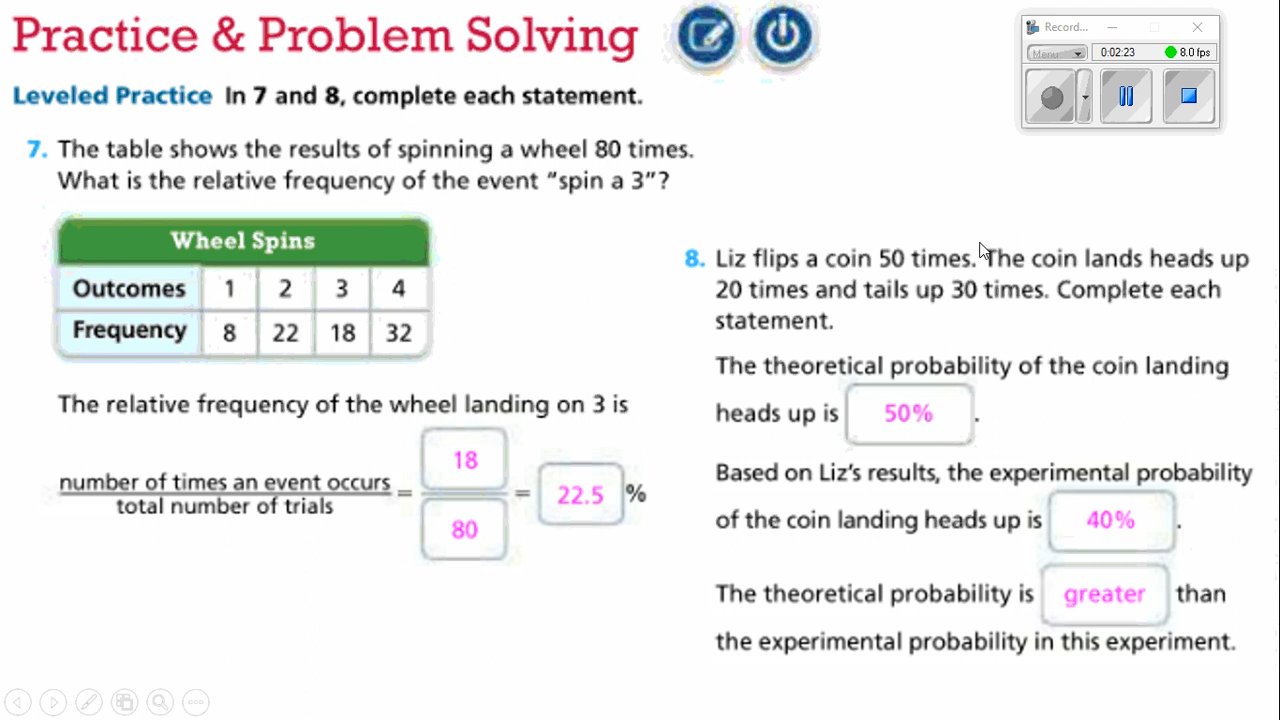 Practice & Problem Solving
Record...
Menu
0:02:23
8.0 fps
Leveled Practice In 7 and 8, complete each statement.
7. The table shows the results of spinning a wheel 80 times.
What is the relative frequency of the event “spin a 3”?
Wheel Spins
Outcomes 1 2 3 4
Frequency 8 22 18 32
The relative frequency of the wheel landing on 3 is
number of times an event occurs
total number of trials
=
18
80
= 22.5 %
8. Liz flips a coin 50 times. The coin lands heads up
20 times and tails up 30 times. Complete each
statement.
The theoretical probability of the coin landing
heads up is 50% .
Based on Liz’s results, the experimental probability
of the coin landing heads up is 40% .
The theoretical probability is greater than
the experimental probability in this experiment.